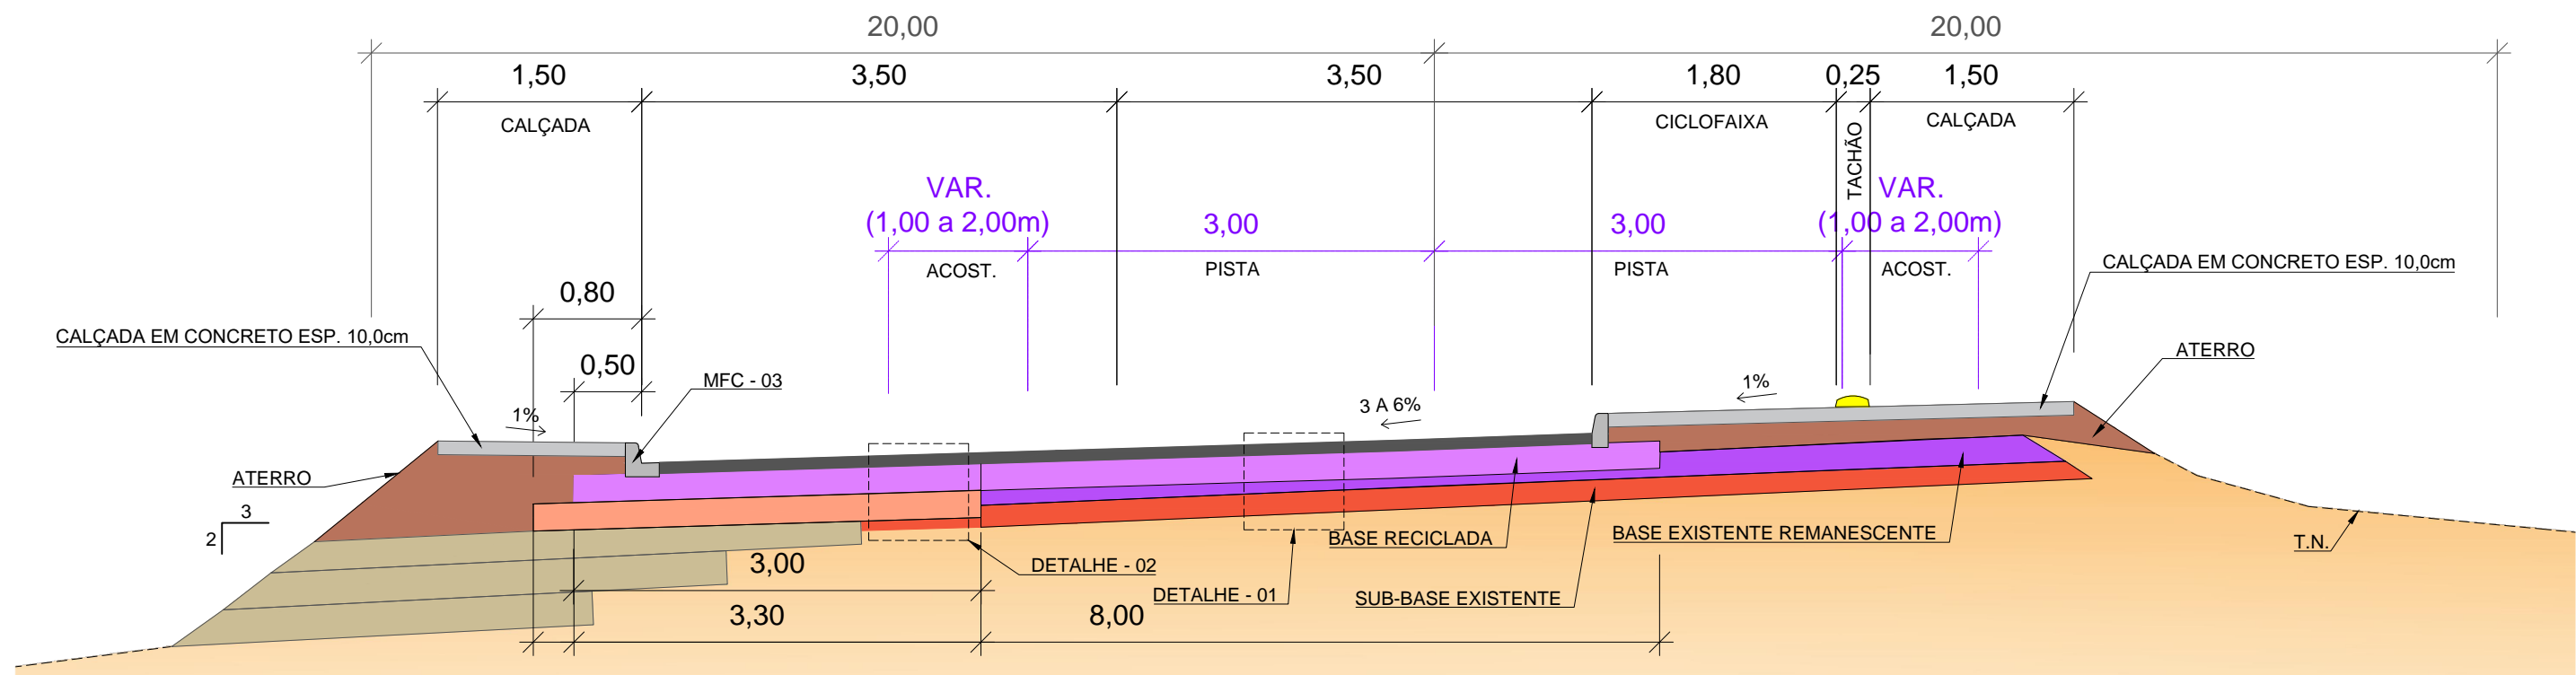 20,00
20,00
1,50
3,50
3,50
1,80
0,25
1,50
CALÇADA
CICLOFAIXA
TACHÃO
CALÇADA
VAR.
(1,00 a 2,00m)
3,00
3,00
VAR.
(1,00 a 2,00m)
ACOST.
PISTA
PISTA
ACOST.
CALÇADA EM CONCRETO ESP. 10,0cm
0,80
CALÇADA EM CONCRETO ESP. 10,0cm
ATERRO
0,50
MFC - 03
1%
3 A 6%
1%
ATERRO
3
2
BASE RECICLADA
BASE EXISTENTE REMANESCENTE
T.N.
3,00
DETALHE - 02
DETALHE - 01
SUB-BASE EXISTENTE
3,30
8,00